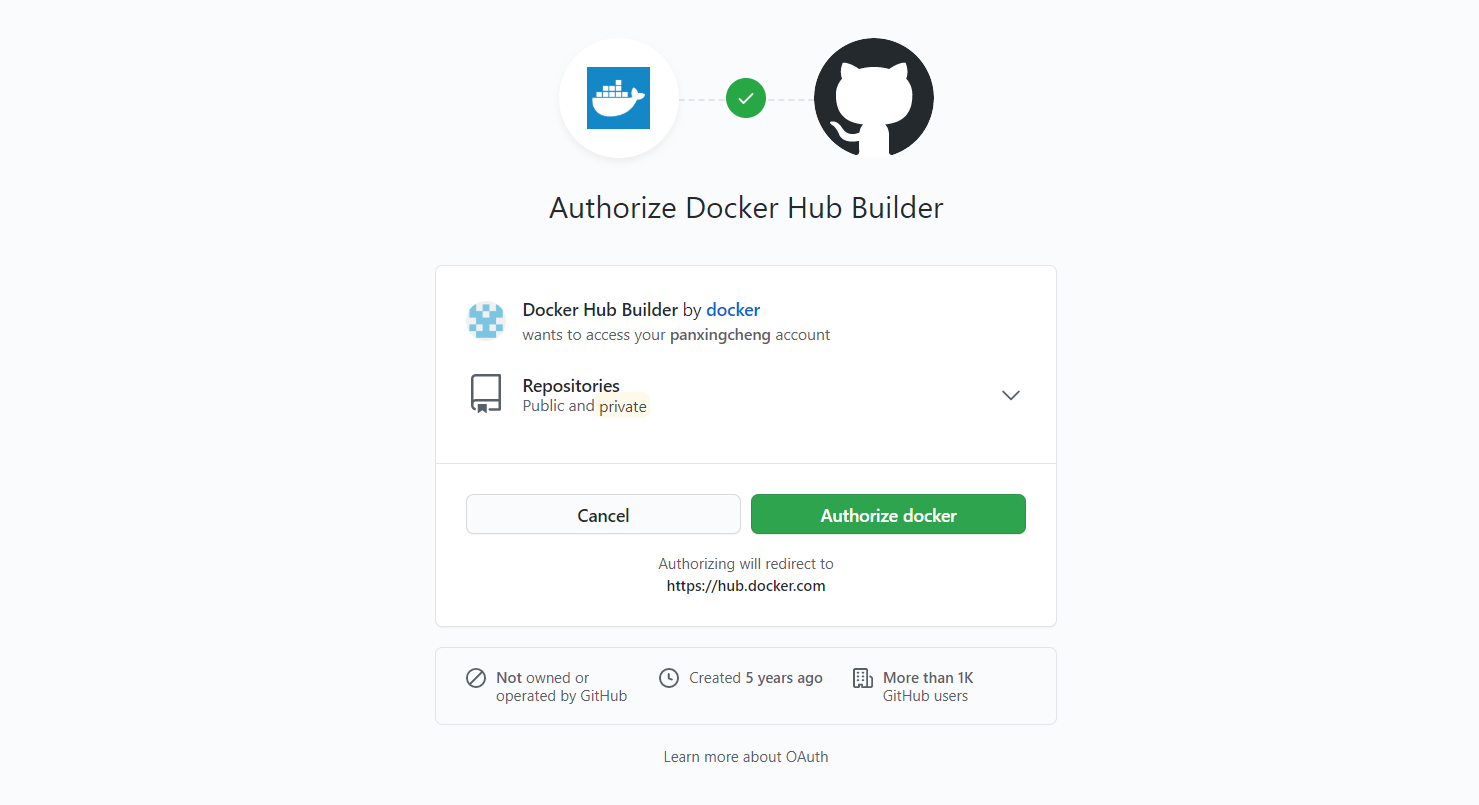 Authorize Docker Hub Builder
Docker Hub Builder by docker
wants to access your panxingcheng account
Repositories
Public and private
Cancel
Authorize docker
Authorizing will redirect to
https://hub.docker.com
Not owned or
operated by GitHub
Created 5 years ago
More than 1K
GitHub users
Learn more about OAuth